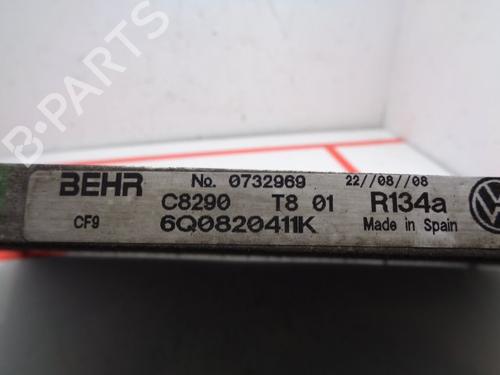 B-PARTS
BEHR No. 0732969 22//08//08
C8290 T8 01 R134a
CF9 6Q0820411K Made in Spain